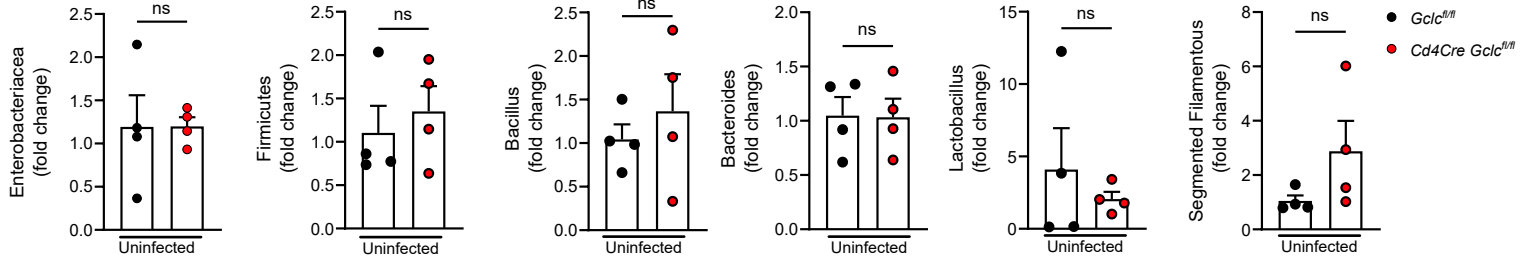 Enterobacteriacea
(fold change)
2.5
2.0
1.5
1.0
0.5
0.0
ns
Uninfected
Firmicutes
(fold change)
2.5
2.0
1.5
1.0
0.5
0.0
ns
Uninfected
Bacillus
(fold change)
2.5
2.0
1.5
1.0
0.5
0.0
ns
Uninfected
Bacteroides
(fold change)
2.0
1.5
1.0
0.5
0.0
ns
Uninfected
Lactobacillus
(fold change)
15
10
5
0
ns
Uninfected
Segmented Filamentous
(fold change)
8
6
4
2
0
ns
Uninfected
Gclc^fl/fl
Cd4Cre Gclc^fl/fl